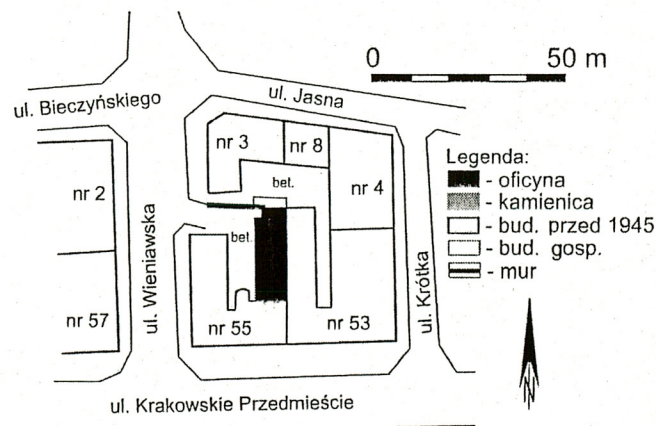 0 50 m
ul. Bieczyńskiego
ul. Jasna
nr 3
nr 8
nr 4
nr 2
bet.
bet.
ul. Wieniawska
ul. Krótka
nr 57
nr 55
nr 53
ul. Krakowskie Przedmieście
Legenda:
- oficyna
- kamienica
- bud. przed 1945
- bud. gosp.
- mur
N